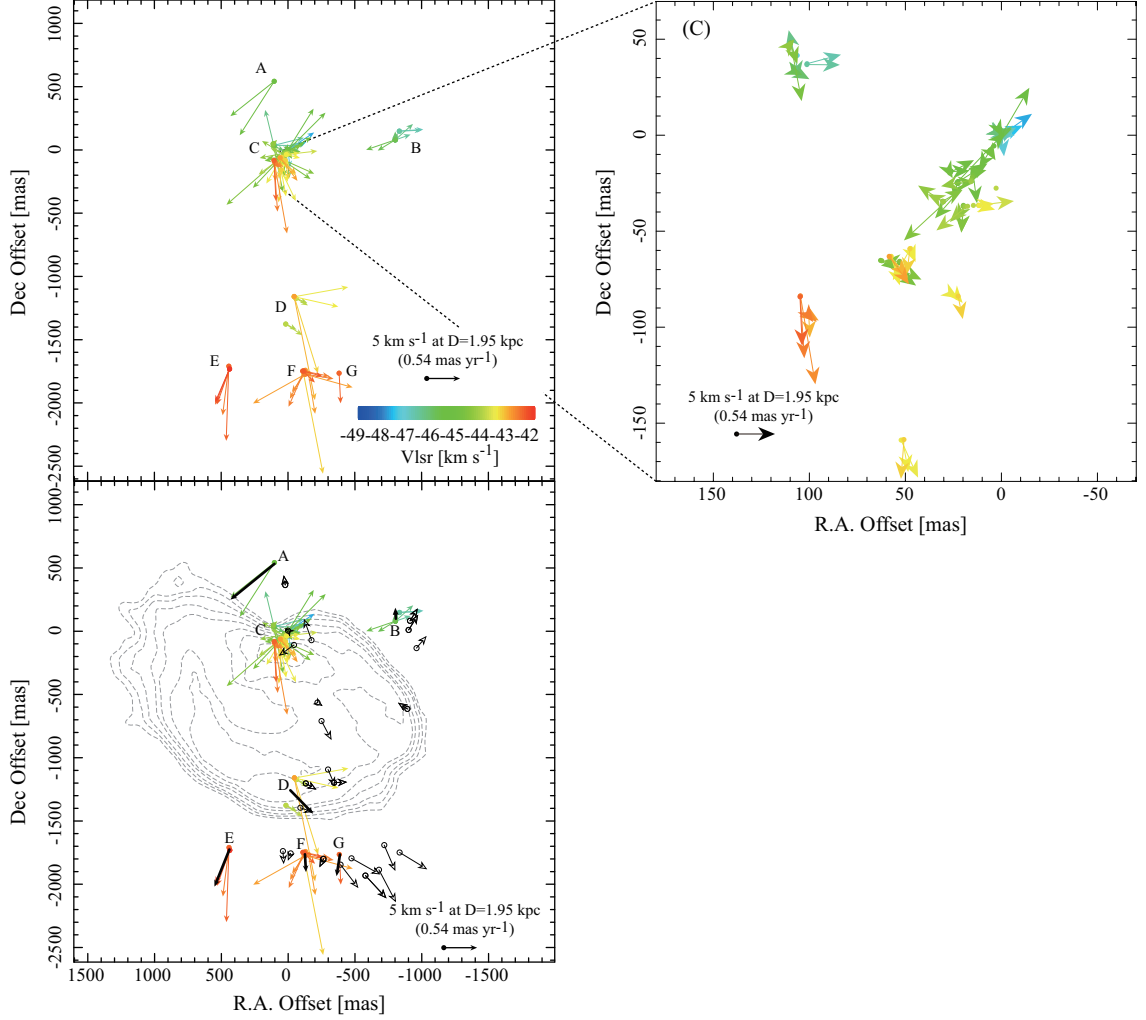 1000
500
0
-500
-1000
-1500
-2000
-2500
Dec Offset [mas]
A
C
B
D
E
F
G
5 km s-1 at D=1.95 kpc
(0.54 mas yr-1)
-49-48-47-46-45-44-43-42
Vlsr [km s-1]
50
0
-50
-100
-150
Dec Offset [mas]
(C)
5 km s-1 at D=1.95 kpc
(0.54 mas yr-1)
150
100
50
0
-50
R.A. Offset [mas]
1000
500
0
-500
-1000
-1500
-2000
-2500
Dec Offset [mas]
A
C
B
D
E
F
G
5 km s-1 at D=1.95 kpc
(0.54 mas yr-1)
1500
1000
500
0
-500
-1000
-1500
R.A. Offset [mas]